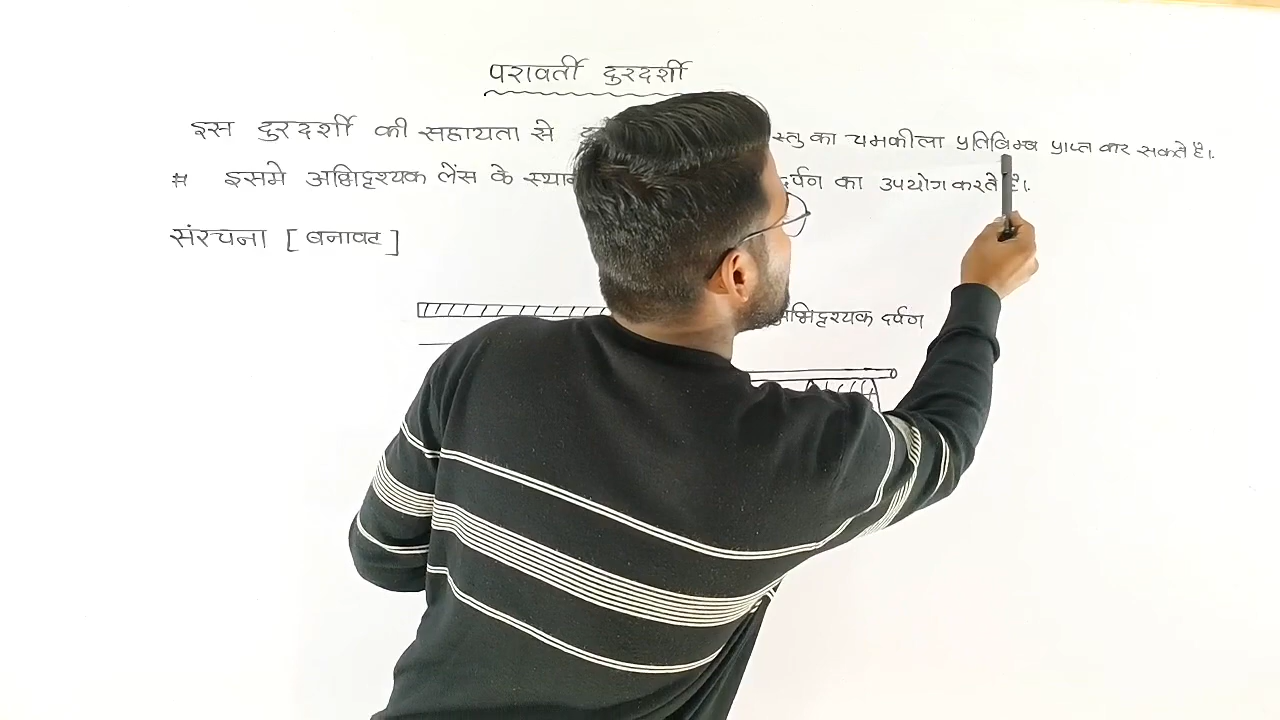 परावर्ती दुरदर्शी
इस दुरदर्शी की सहायता से स्तु का चमकीला प्रतिबिम्ब प्राप्त कर सकते है।
# इसमे अभिदृश्यक लेंस के दर्पण का उपयोग करते है।
संरचना [ बनावट ]
अभिदृश्यक दर्पण